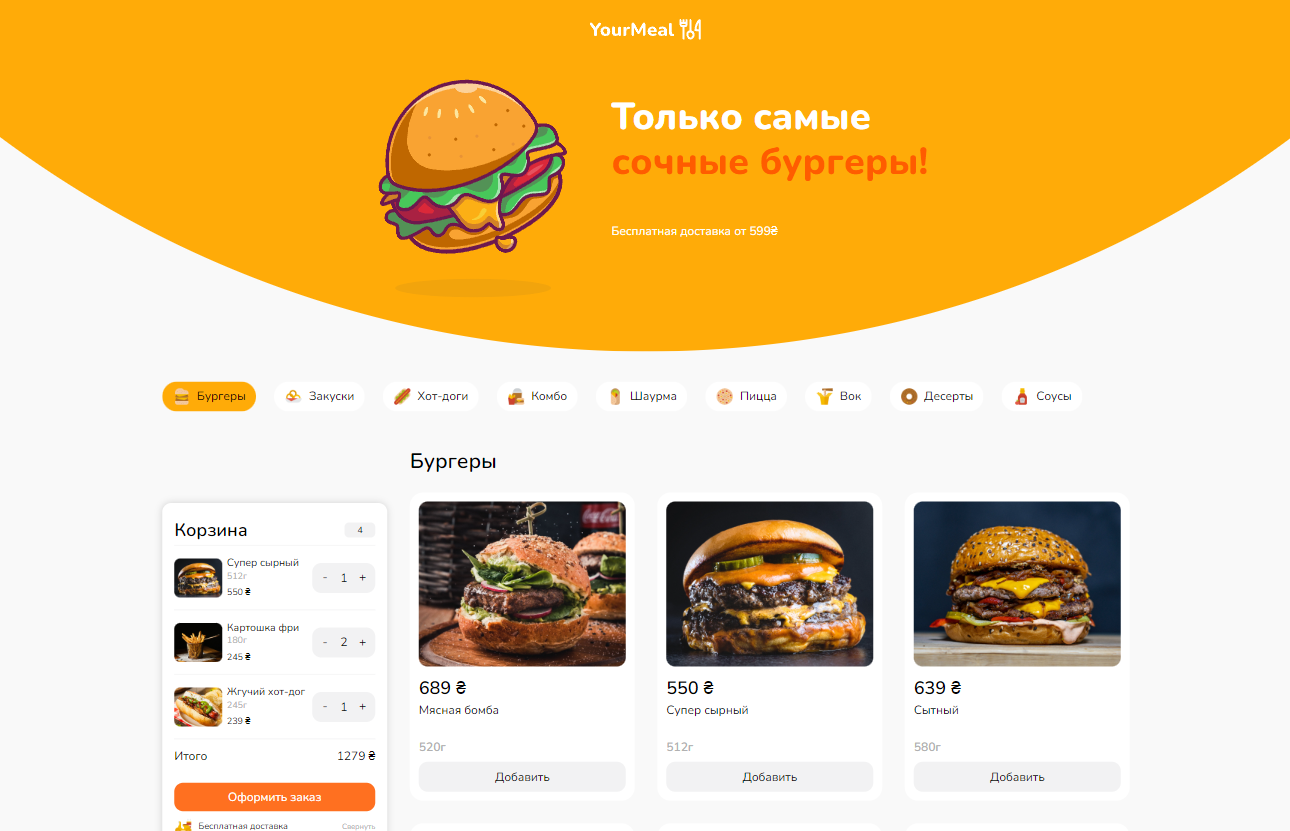 YourMeal
Только самые
сочные бургеры!
Бесплатная доставка от 599₴
Бургеры
Закуски
Хот-доги
Комбо
Шаурма
Пицца
Вок
Десерты
Соусы
Бургеры
Корзина
4
Супер сырный
512г
550 ₴
- 1 +
Картошка фри
180г
245 ₴
- 2 +
Жгучий хот-дог
245г
239 ₴
- 1 +
Итого
1279 ₴
Оформить заказ
Бесплатная доставка
Свернуть
689 ₴
Мясная бомба
520г
Добавить
550 ₴
Супер сырный
512г
Добавить
639 ₴
Сытный
580г
Добавить